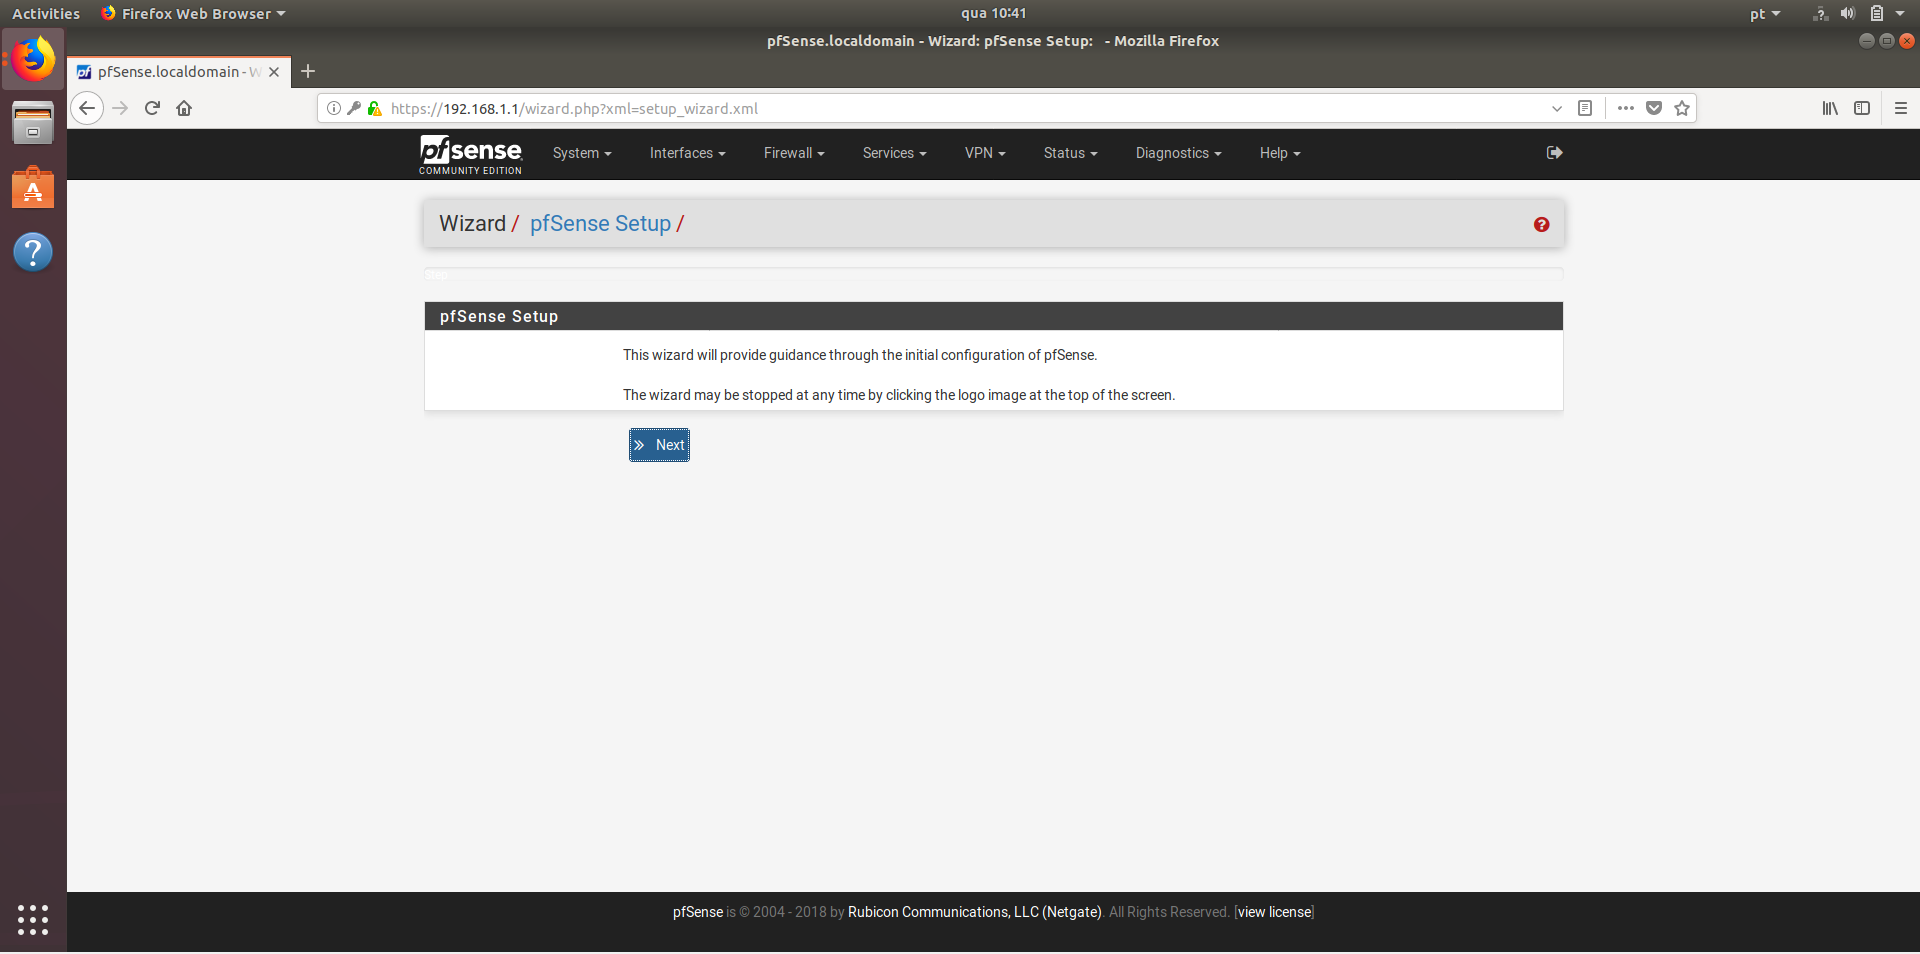 Activities
Firefox Web Browser
qua 10:41
pt
pfSense.localdomain - Wizard: pfSense Setup: - Mozilla Firefox
pfSense.localdomain - W
https://192.168.1.1/wizard.php?xml=setup_wizard.xml
pfsense
COMMUNITY EDITION
System
Interfaces
Firewall
Services
VPN
Status
Diagnostics
Help
Wizard / pfSense Setup /
Step
pfSense Setup
This wizard will provide guidance through the initial configuration of pfSense.
The wizard may be stopped at any time by clicking the logo image at the top of the screen.
Next
pfSense is © 2004 - 2018 by Rubicon Communications, LLC (Netgate). All Rights Reserved. [view license]